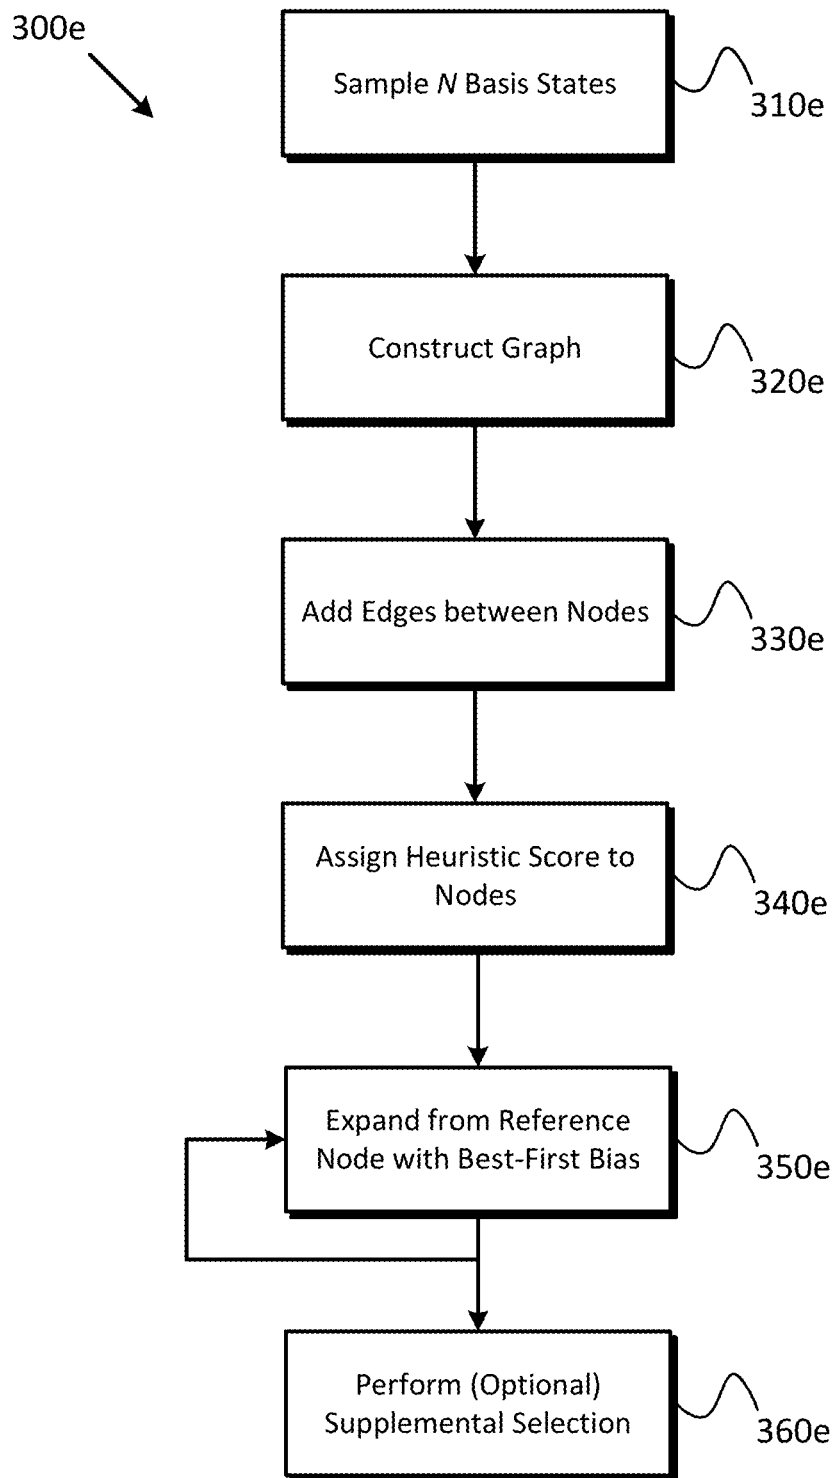 300e
Sample N Basis States
310e
Construct Graph
320e
Add Edges between Nodes
330e
Assign Heuristic Score to
Nodes
340e
Expand from Reference
Node with Best-First Bias
350e
Perform (Optional)
Supplemental Selection
360e